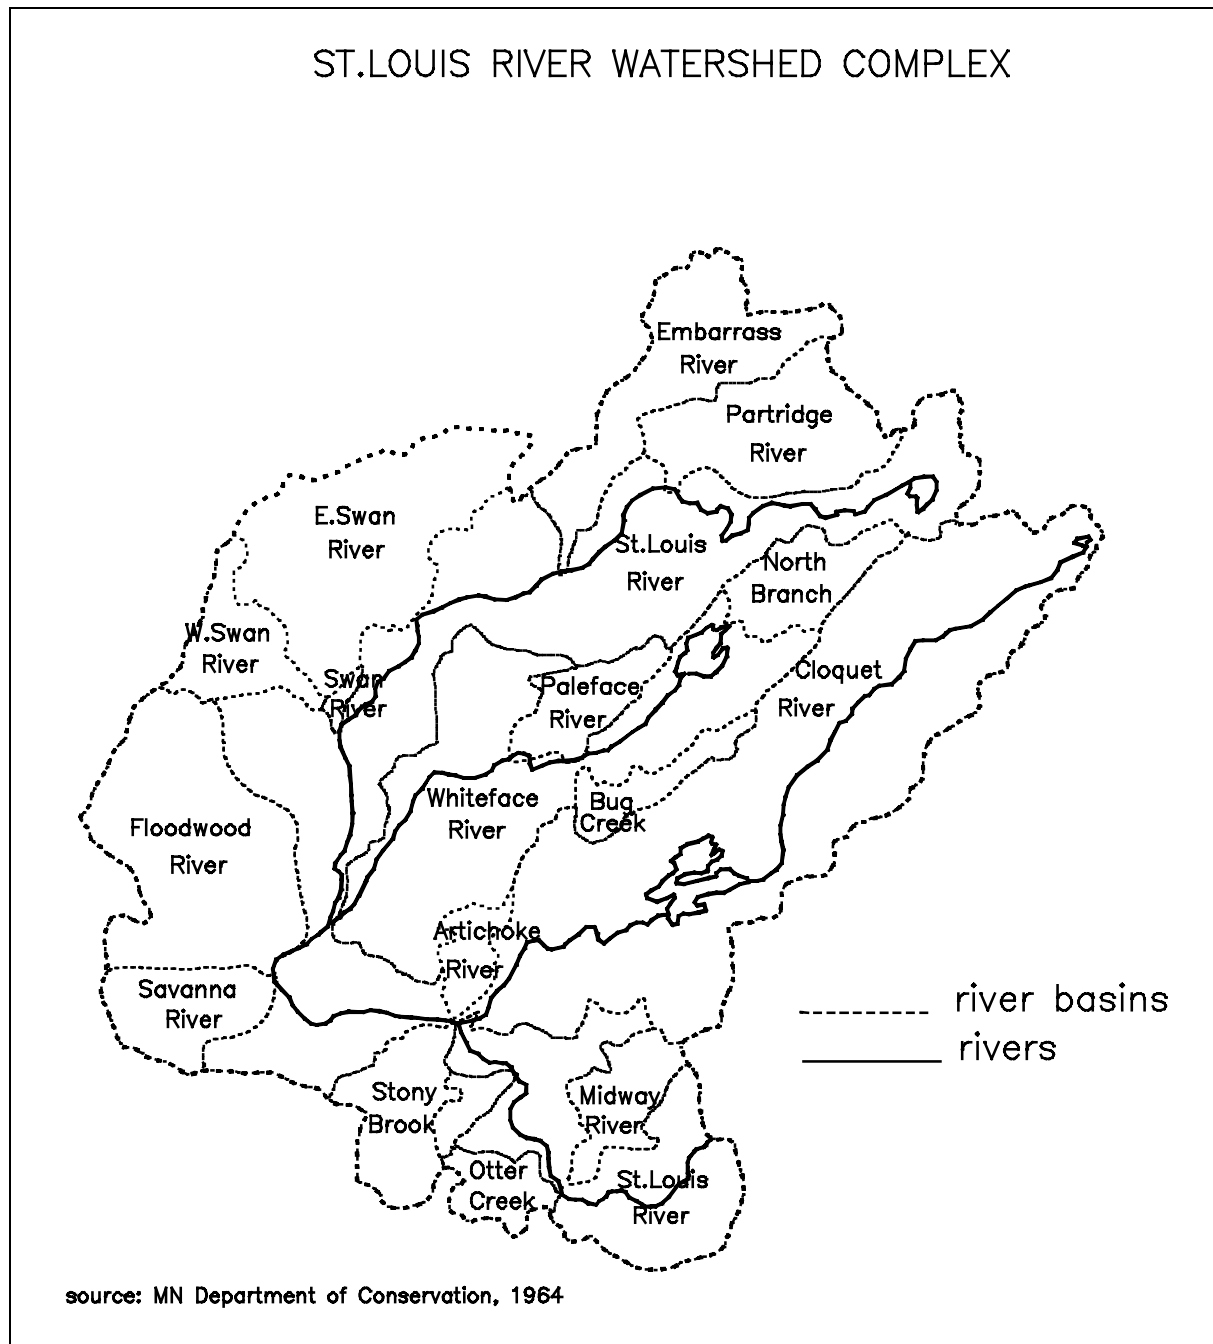 ST.LOUIS RIVER WATERSHED COMPLEX
Embarrass
River
Partridge
River
E.Swan
River
St.Louis
River
North
Branch
W.Swan
River
Swan
River
Paleface
River
Cloquet
River
Whiteface
River
Bug
Creek
Floodwood
River
Artichoke
River
Savanna
River
river basins
rivers
Stony
Brook
Midway
River
Otter
Creek
St.Louis
River
source: MN Department of Conservation, 1964